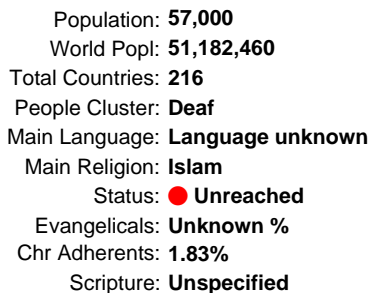 Population: 57,000
World Popl: 51,182,460
Total Countries: 216
People Cluster: Deaf
Main Language: Language unknown
Main Religion: Islam
Status: Unreached
Evangelicals: Unknown %
Chr Adherents: 1.83%
Scripture: Unspecified